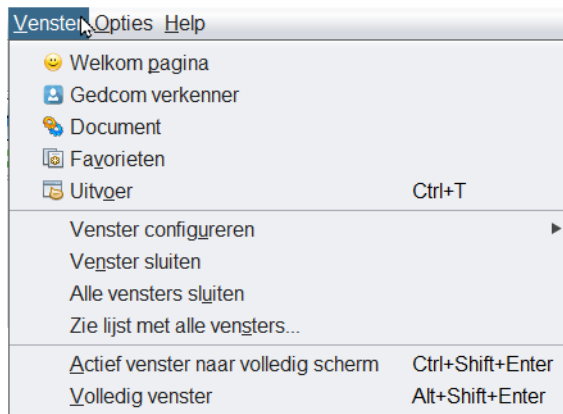 Venster Opties Help
Welkom pagina
Gedcom verkenner
Document
Favorieten
Uitvoer Ctrl+T
Venster configureren
Venster sluiten
Alle vensters sluiten
Zie lijst met alle vensters...
Actief venster naar volledig scherm Ctrl+Shift+Enter
Volledig venster Alt+Shift+Enter